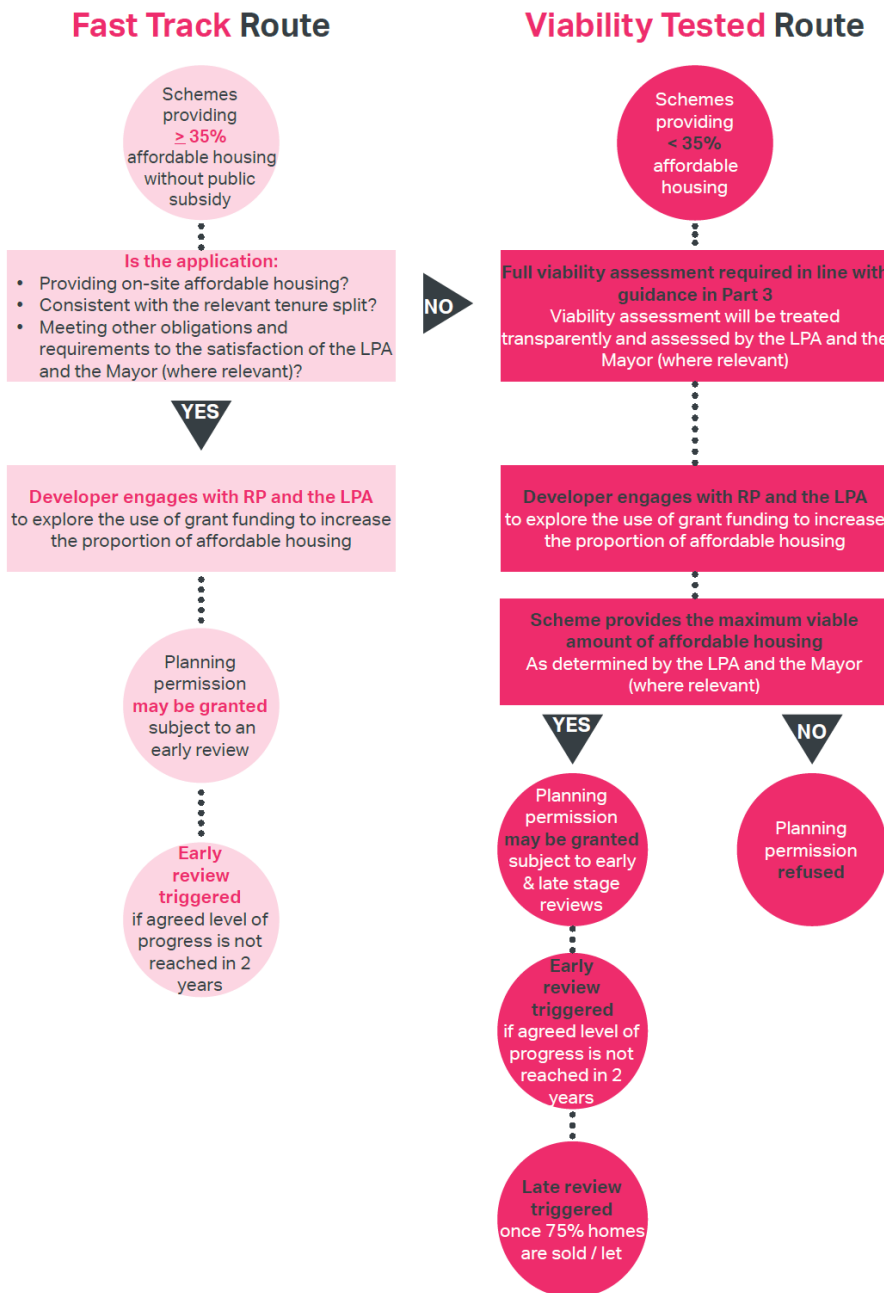 Fast Track Route
Schemes
providing
≥ 35%
affordable housing
without public
subsidy
Is the application:
• Providing on-site affordable housing?
• Consistent with the relevant tenure split?
• Meeting other obligations and
requirements to the satisfaction of the LPA
and the Mayor (where relevant)?
NO
YES
Developer engages with RP and the LPA
to explore the use of grant funding to increase
the proportion of affordable housing
Planning
permission
may be granted
subject to an
early review
Early
review
triggered
if agreed level of
progress is not
reached in 2
years
Viability Tested Route
Schemes
providing
< 35%
affordable
housing
Full viability assessment required in line with
guidance in Part 3
Viability assessment will be treated
transparently and assessed by the LPA and the
Mayor (where relevant)
Developer engages with RP and the LPA
to explore the use of grant funding to increase
the proportion of affordable housing
Scheme provides the maximum viable
amount of affordable housing
As determined by the LPA and the Mayor
(where relevant)
YES
Planning
permission
may be granted
subject to early
& late stage
reviews
Early
review
triggered
if agreed level of
progress is not
reached in 2
years
Late review
triggered
once 75% homes
are sold / let
NO
Planning
permission
refused